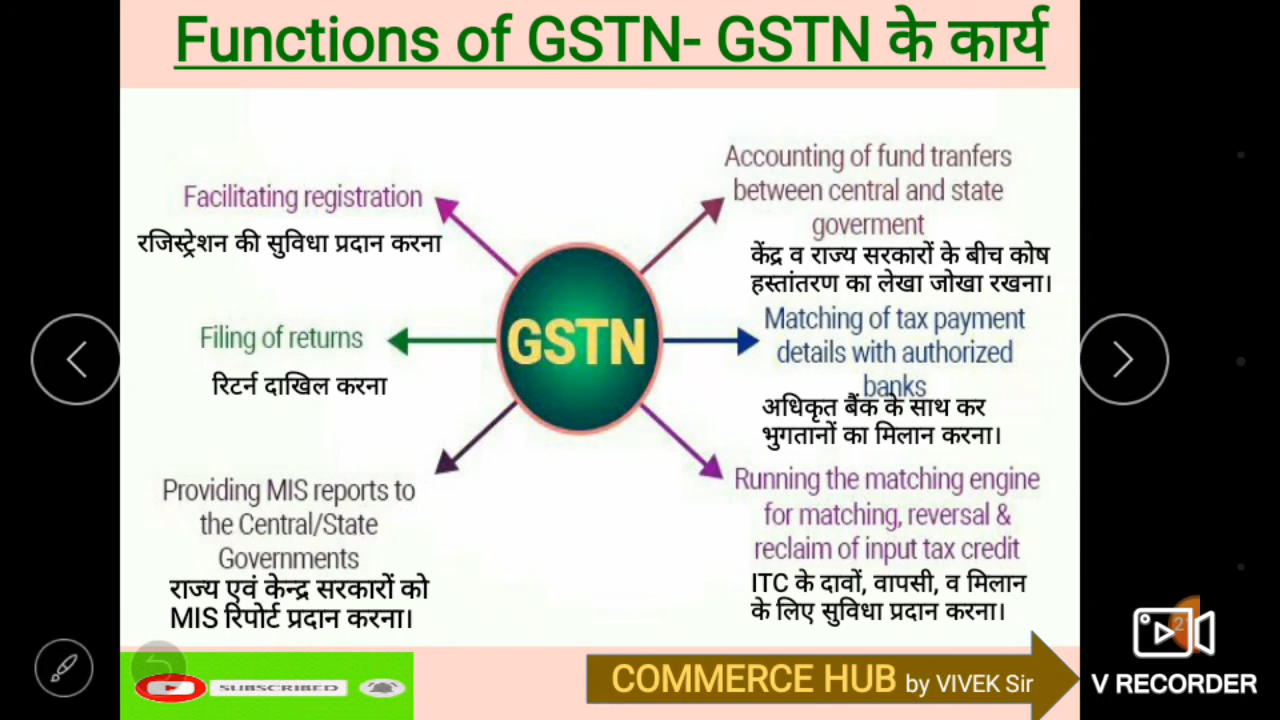 Functions of GSTN- GSTN के कार्य
Facilitating registration
रजिस्ट्रेशन की सुविधा प्रदान करना
Filing of returns
रिटर्न दाखिल करना
Providing MIS reports to
the Central/State
Governments
राज्य एवं केन्द्र सरकारों को
MIS रिपोर्ट प्रदान करना।
GSTN
Accounting of fund tranfers
between central and state
goverment
केंद्र व राज्य सरकारों के बीच कोष
हस्तांतरण का लेखा जोखा रखना।
Matching of tax payment
details with authorized
banks
अधिकृत बैंक के साथ कर
भुगतानों का मिलान करना।
Running the matching engine
for matching, reversal &
reclaim of input tax credit
ITC के दावों, वापसी, व मिलान
के लिए सुविधा प्रदान करना।
SUBSCRIBED
COMMERCE HUB by VIVEK Sir
V RECORDER